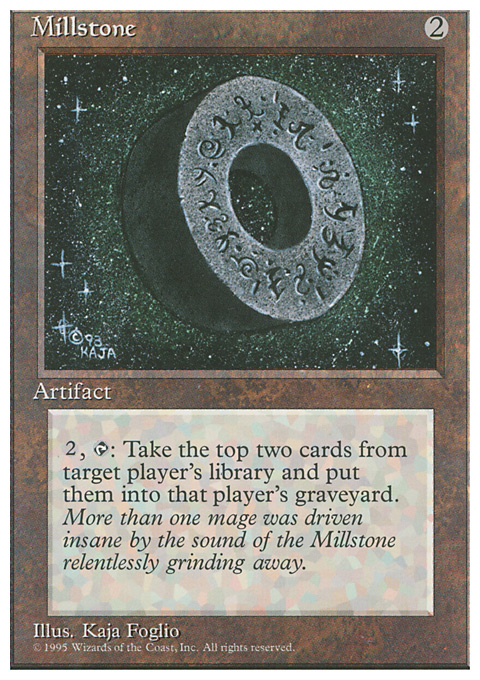 Millstone 2
©93
KAJA
Artifact
2, : Take the top two cards from
target player's library and put
them into that player's graveyard.
More than one mage was driven
insane by the sound of the Millstone
relentlessly grinding away.
Illus. Kaja Foglio
© 1995 Wizards of the Coast, Inc. All rights reserved.